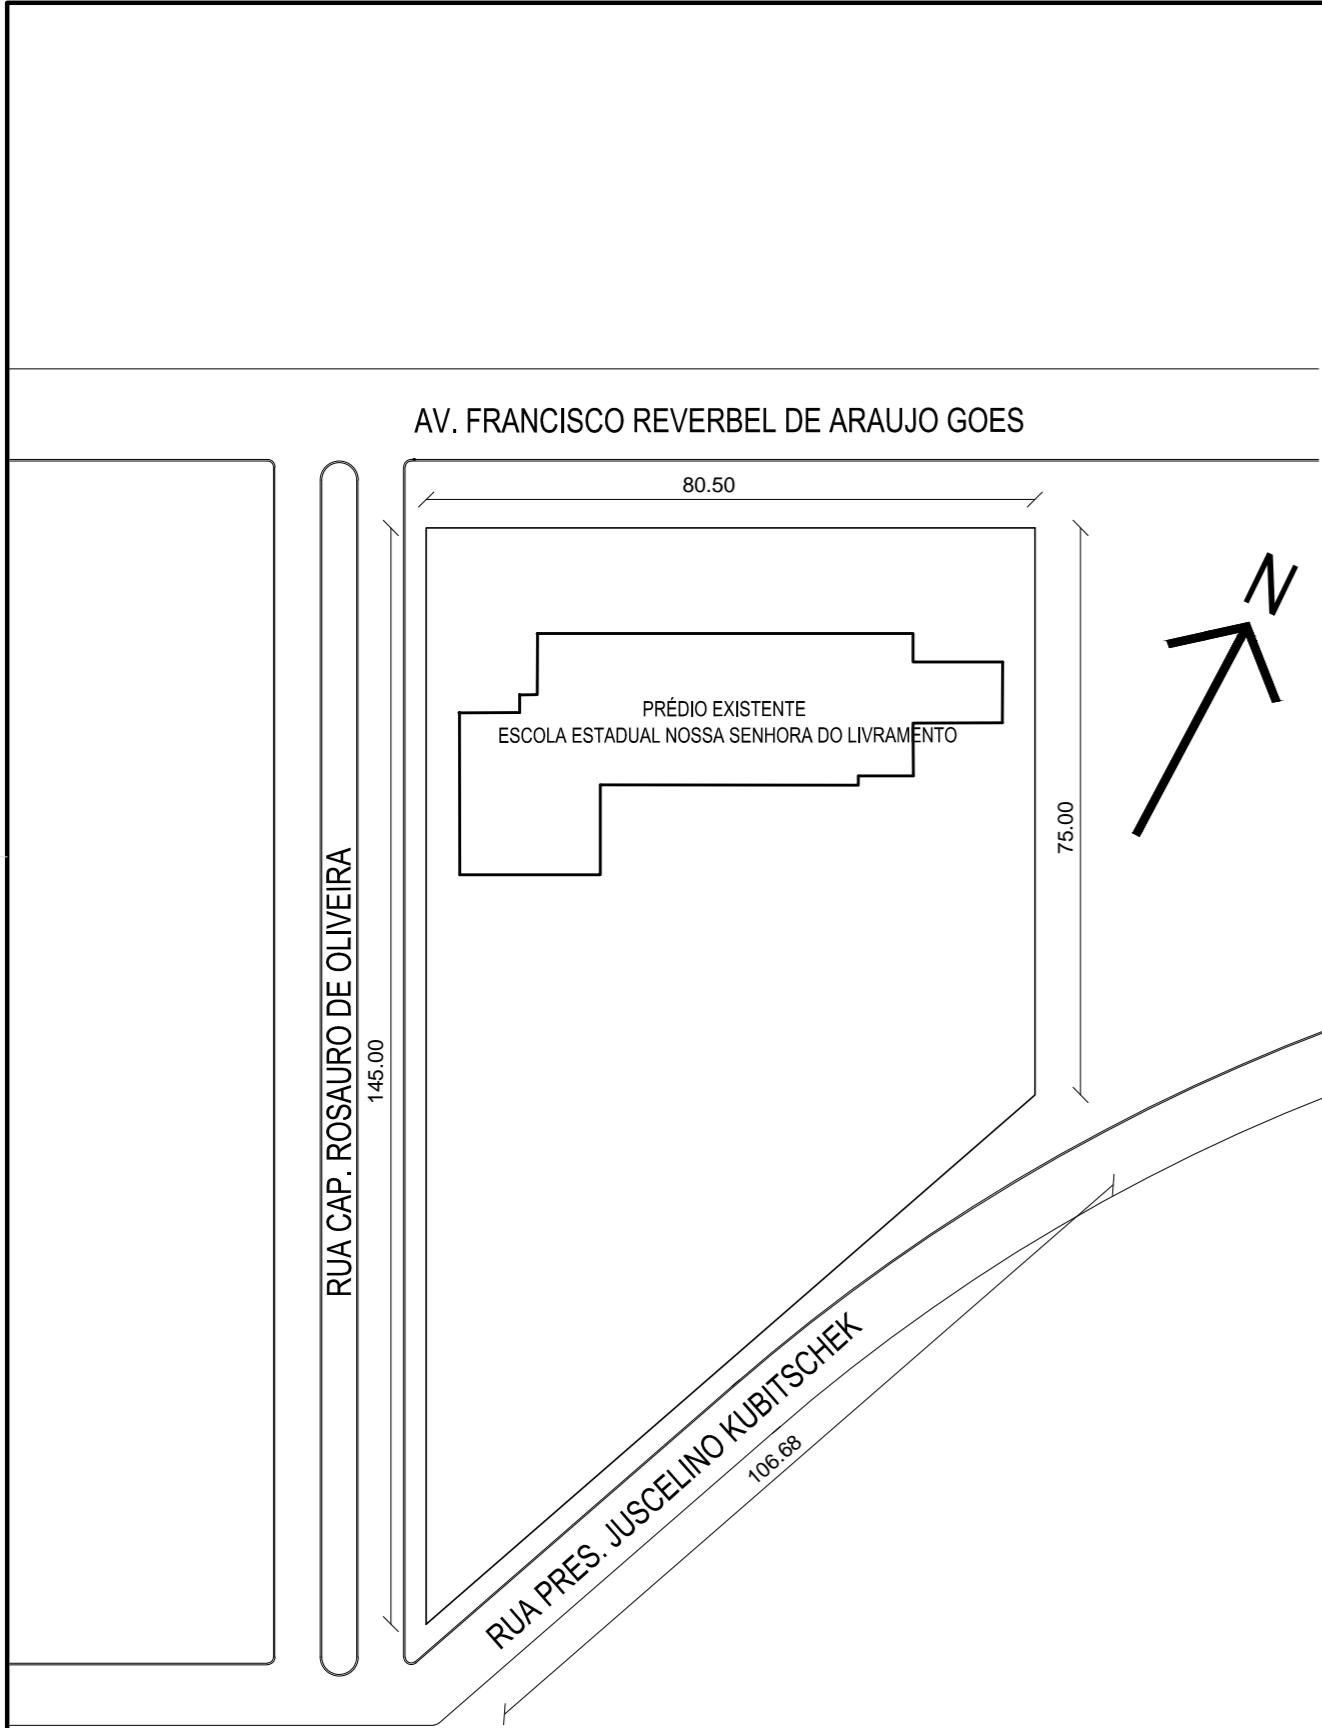 AV. FRANCISCO REVERBEL DE ARAUJO GOES
80.50
N
PRÉDIO EXISTENTE
ESCOLA ESTADUAL NOSSA SENHORA DO LIVRAMENTO
75.00
RUA CAP. ROSAURO DE OLIVEIRA
145.00
RUA PRES. JUSCELINO KUBITSCHEK
106.68